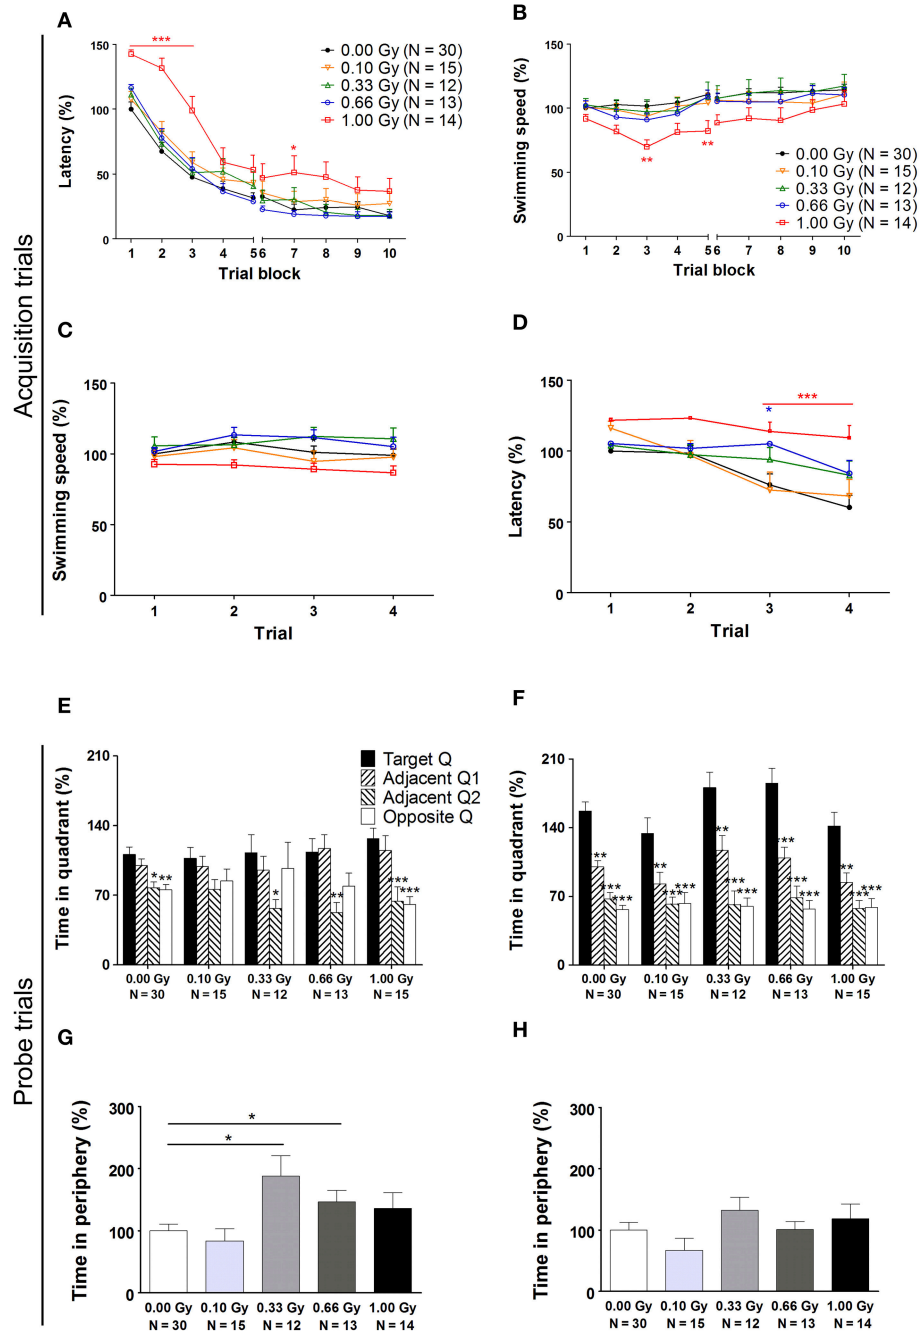 Acquisition trials
A
Latency (%)
150
100
50
0
***
*
0.00 Gy (N = 30)
0.10 Gy (N = 15)
0.33 Gy (N = 12)
0.66 Gy (N = 13)
1.00 Gy (N = 14)
1 2 3 4 5 6 7 8 9 10
Trial block
B
Swimming speed (%)
150
100
50
0
**
**
0.00 Gy (N = 30)
0.10 Gy (N = 15)
0.33 Gy (N = 12)
0.66 Gy (N = 13)
1.00 Gy (N = 14)
1 2 3 4 5 6 7 8 9 10
Trial block
C
Swimming speed (%)
150
100
50
0
1 2 3 4
Trial
D
Latency (%)
150
100
50
0
*
***
1 2 3 4
Trial
Probe trials
E
Time in quadrant (%)
210
140
70
0
Target Q
Adjacent Q1
Adjacent Q2
Opposite Q
* ** * ** *** ***
0.00 Gy 0.10 Gy 0.33 Gy 0.66 Gy 1.00 Gy
N = 30 N = 15 N = 12 N = 13 N = 15
F
Time in quadrant (%)
210
140
70
0
** *** *** ** *** *** ** *** *** *** *** *** ** *** ***
0.00 Gy 0.10 Gy 0.33 Gy 0.66 Gy 1.00 Gy
N = 30 N = 15 N = 12 N = 13 N = 15
G
Time in periphery (%)
300
200
100
0
*
*
0.00 Gy 0.10 Gy 0.33 Gy 0.66 Gy 1.00 Gy
N = 30 N = 15 N = 12 N = 13 N = 14
H
Time in periphery (%)
300
200
100
0
0.00 Gy 0.10 Gy 0.33 Gy 0.66 Gy 1.00 Gy
N = 30 N = 15 N = 12 N = 13 N = 14